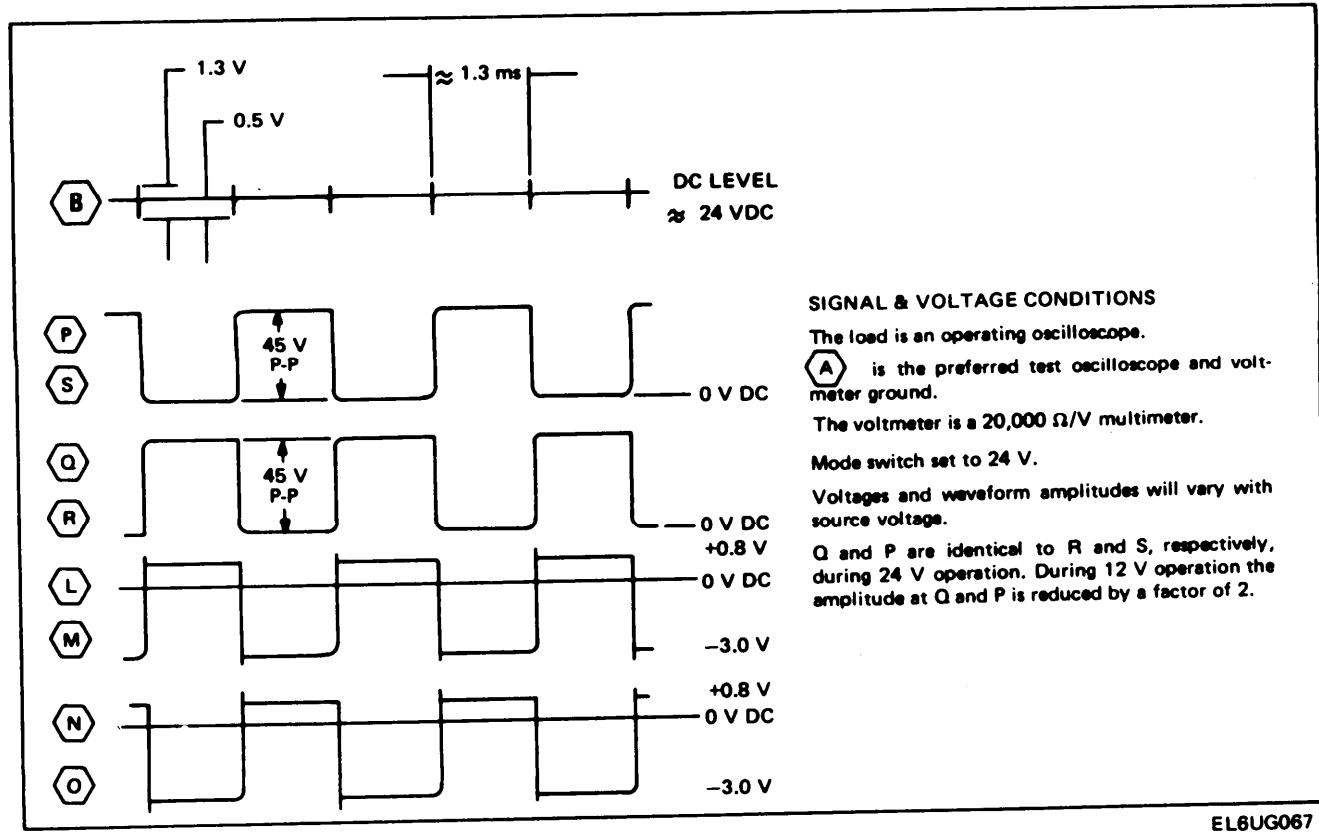 1.3 V
≈ 1.3 ms
0.5 V
B
DC LEVEL
≈ 24 VDC
P
S
45 V
P-P
0 V DC
Q
R
45 V
P-P
0 V DC
L
M
+0.8 V
0 V DC
−3.0 V
N
O
+0.8 V
0 V DC
−3.0 V
SIGNAL & VOLTAGE CONDITIONS
The load is an operating oscilloscope.
A is the preferred test oscilloscope and volt-
meter ground.
The voltmeter is a 20,000 Ω/V multimeter.
Mode switch set to 24 V.
Voltages and waveform amplitudes will vary with
source voltage.
Q and P are identical to R and S, respectively,
during 24 V operation. During 12 V operation the
amplitude at Q and P is reduced by a factor of 2.
EL6UG067